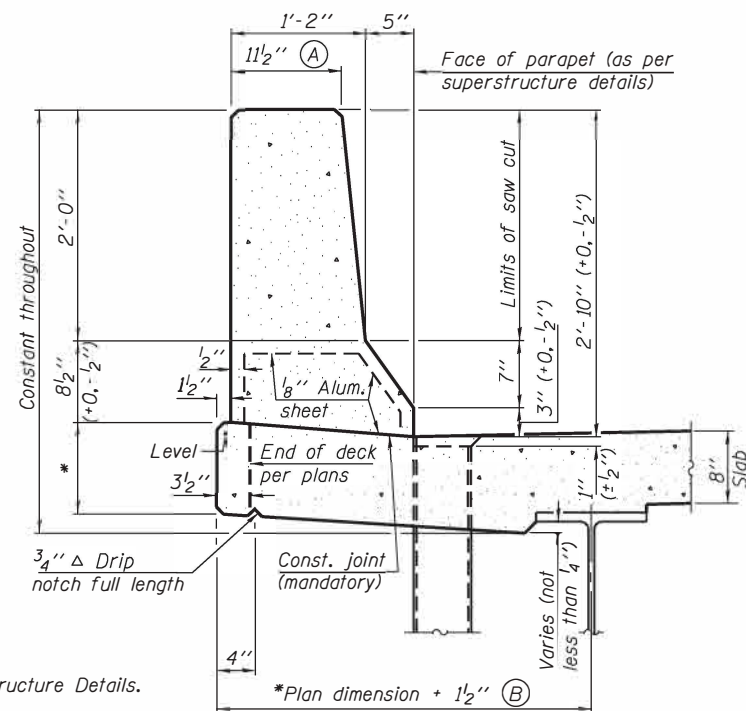 1'-2"
5"
11½" (A)
Face of parapet (as per
superstructure details)
Constant throughout
2'-0"
8½"
(+0,-½")
*
Limits of saw cut
2'-10" (+0,-½")
7"
3" (+0,-½")
½"
1½"
⅛" Alum.
sheet
Level
End of deck
per plans
3½"
1"
(±½")
8"
Slab
¾" Δ Drip
notch full length
Const. joint
(mandatory)
Varies (not
less than ¼")
4"
ructure Details.
*Plan dimension + 1½" (B)